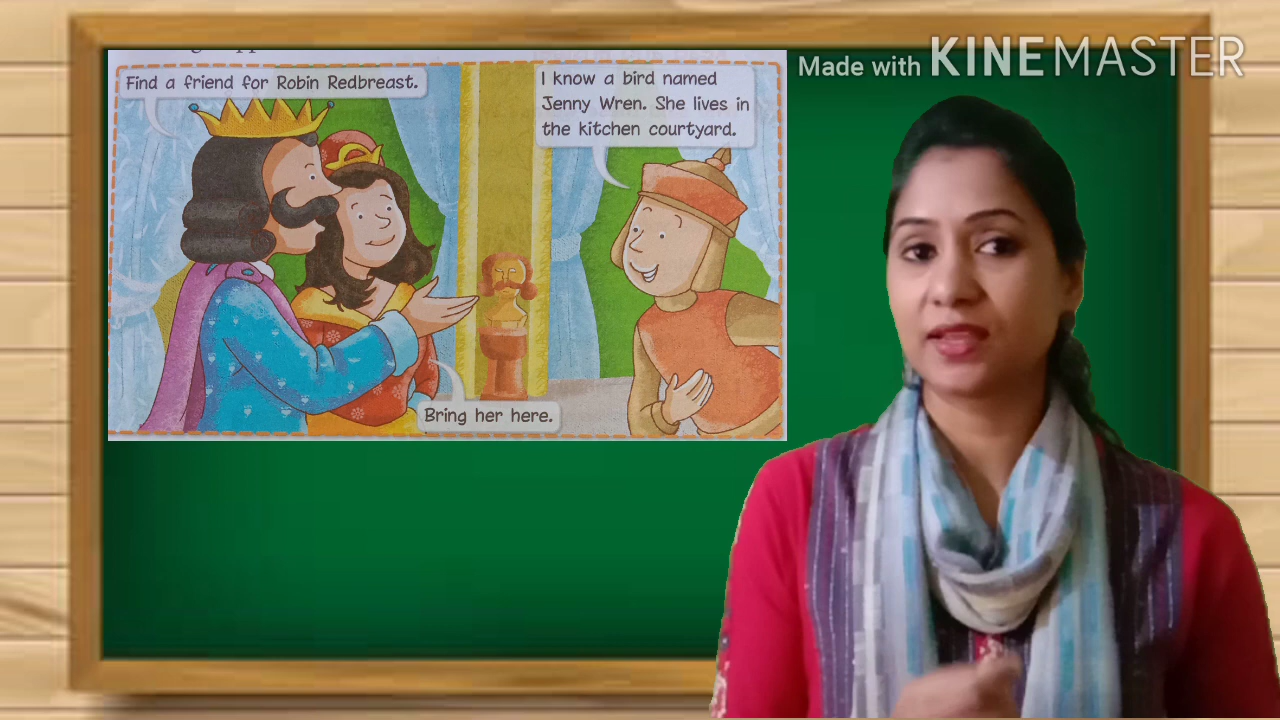 Find a friend for Robin Redbreast.
I know a bird named
Jenny Wren. She lives in
the kitchen courtyard.
Bring her here.
Made with KINEMASTER